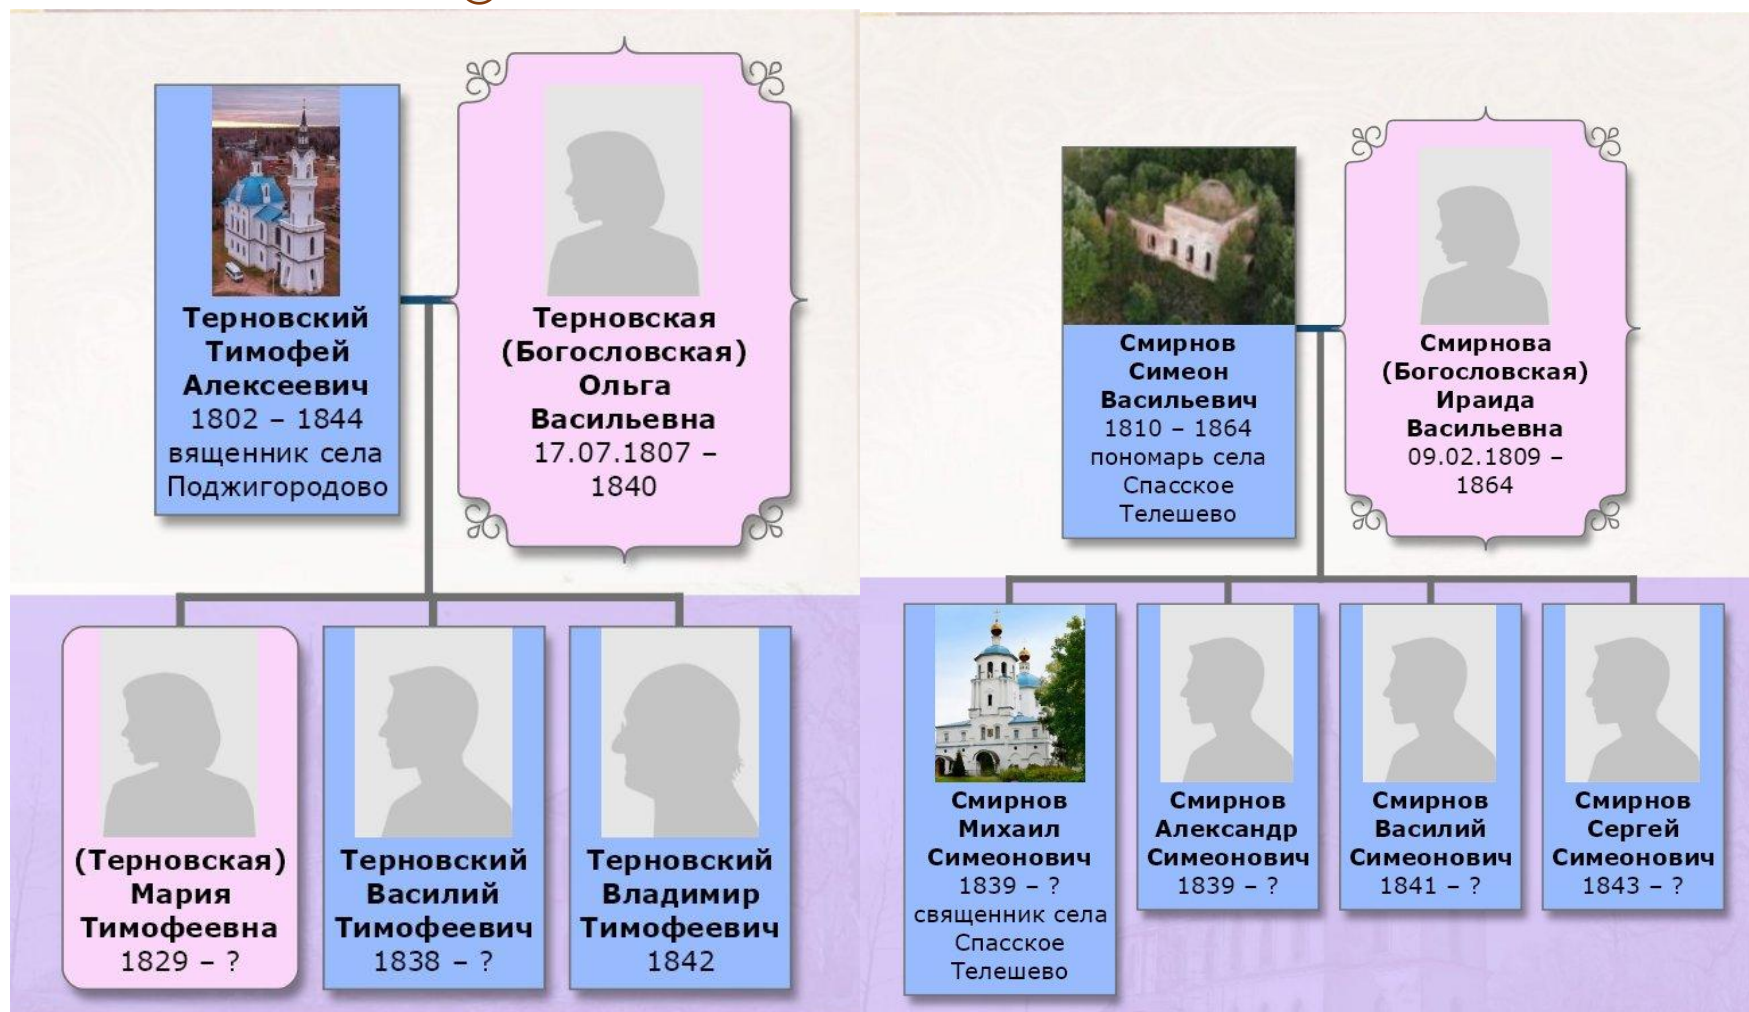 Терновский
Тимофей
Алексеевич
1802 – 1844
вященник села
Поджигородово
Терновская
(Богословская)
Ольга
Васильевна
17.07.1807 –
1840
(Терновская)
Мария
Тимофеевна
1829 – ?
Терновский
Василий
Тимофеевич
1838 – ?
Терновский
Владимир
Тимофеевич
1842
Смирнов
Симеон
Васильевич
1810 – 1864
пономарь села
Спасское
Телешево
Смирнова
(Богословская)
Ираида
Васильевна
09.02.1809 –
1864
Смирнов
Михаил
Симеонович
1839 – ?
священник села
Спасское
Телешево
Смирнов
Александр
Симеонович
1839 – ?
Смирнов
Василий
Симеонович
1841 – ?
Смирнов
Сергей
Симеонович
1843 – ?